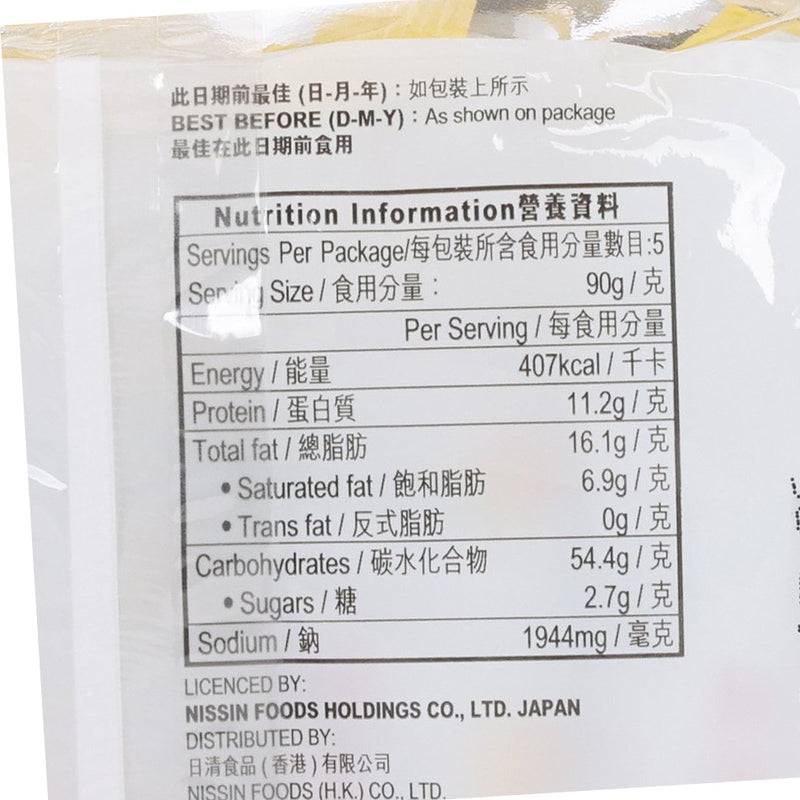 此日期前最佳 (日-月-年)：如包裝上所示
BEST BEFORE (D-M-Y)：As shown on package
最佳在此日期前食用
Nutrition Information營養資料
Servings Per Package/每包裝所含食用分量數目:5
Serving Size / 食用分量： 90g / 克
Per Serving / 每食用分量
Energy / 能量 407kcal / 千卡
Protein / 蛋白質 11.2g / 克
Total fat / 總脂肪 16.1g / 克
• Saturated fat / 飽和脂肪 6.9g / 克
• Trans fat / 反式脂肪 0g / 克
Carbohydrates / 碳水化合物 54.4g / 克
• Sugars / 糖 2.7g / 克
Sodium / 鈉 1944mg / 毫克
LICENCED BY:
NISSIN FOODS HOLDINGS CO., LTD. JAPAN
DISTRIBUTED BY:
日清食品 ( 香港 ) 有限公司
NISSIN FOODS (H.K.) CO., LTD.